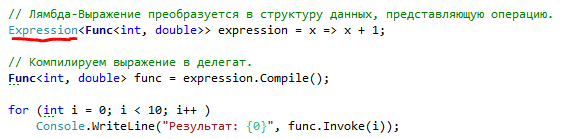 // Лямбда-Выражение преобразуется в структуру данных, представляющую операцию.
Expression<Func<int, double>> expression = x => x + 1;
// Компилируем выражение в делегат.
Func<int, double> func = expression.Compile();
for (int i = 0; i < 10; i++ )
Console.WriteLine("Результат: {0}", func.Invoke(i));